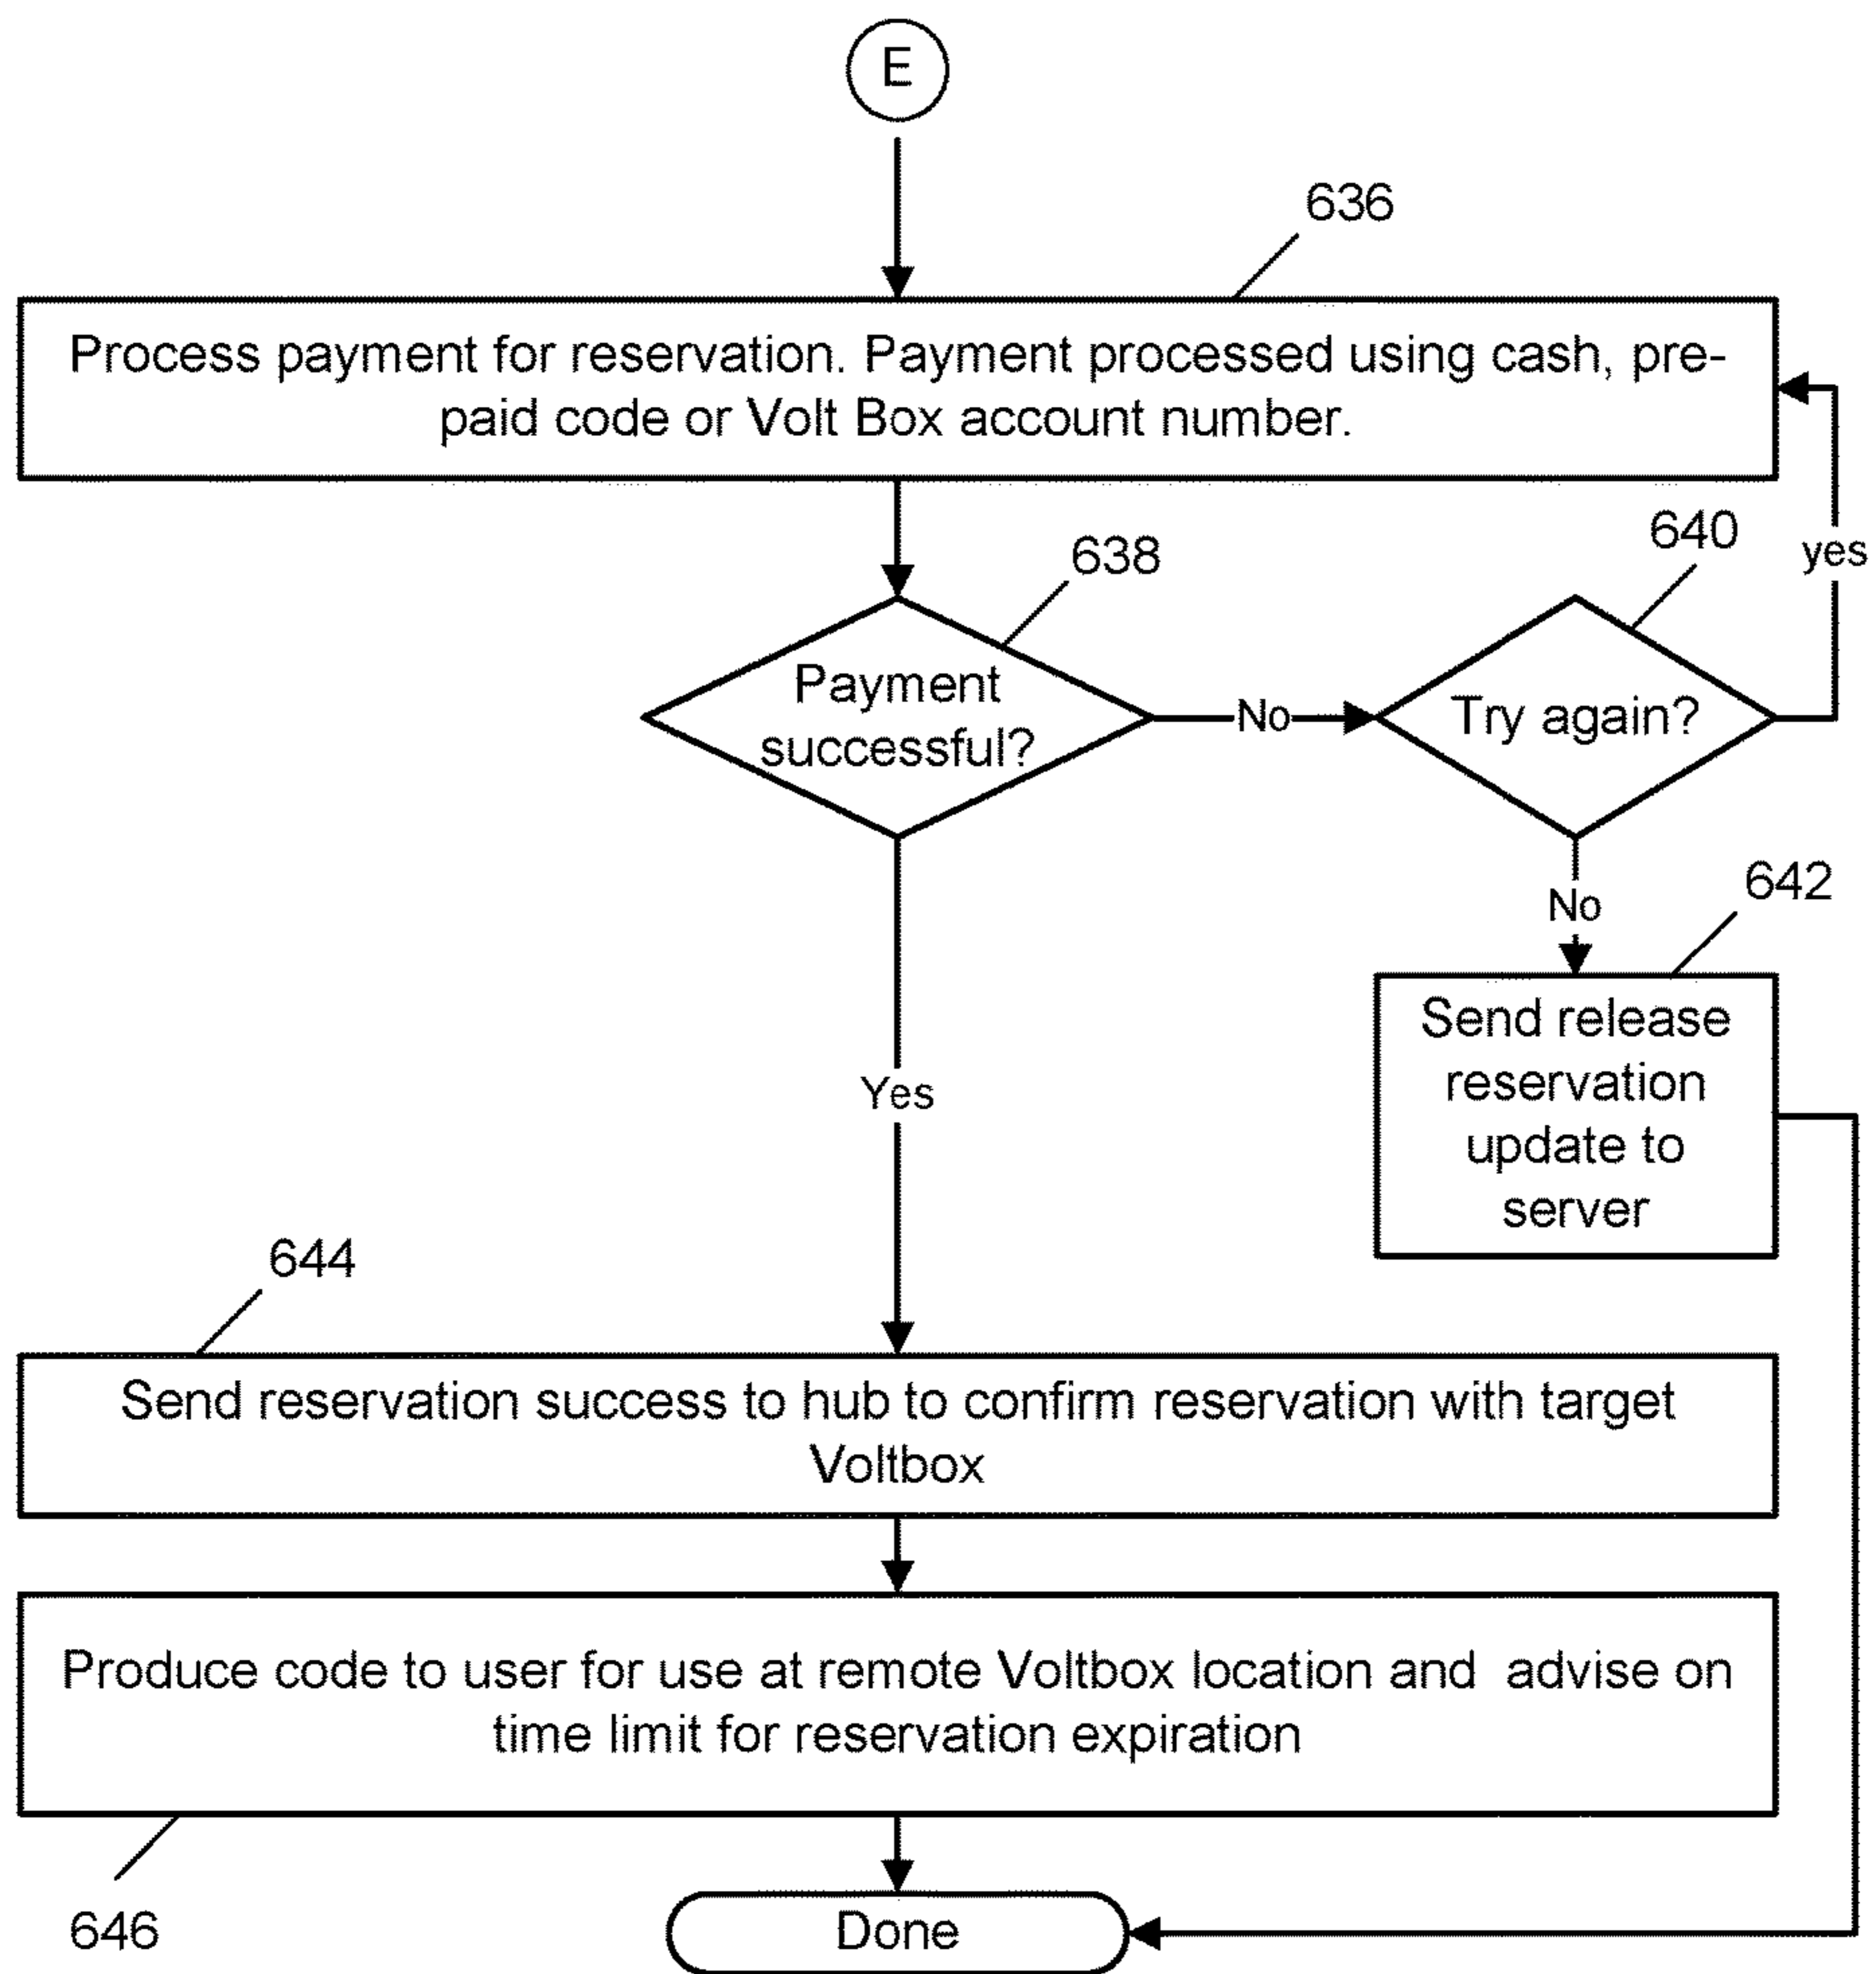 E
636
Process payment for reservation. Payment processed using cash, pre-
paid code or Volt Box account number.
638
640
yes
Payment
successful?
No
Try again?
No
642
Send release
reservation
update to
server
Yes
644
Send reservation success to hub to confirm reservation with target
Voltbox
Produce code to user for use at remote Voltbox location and advise on
time limit for reservation expiration
646
Done